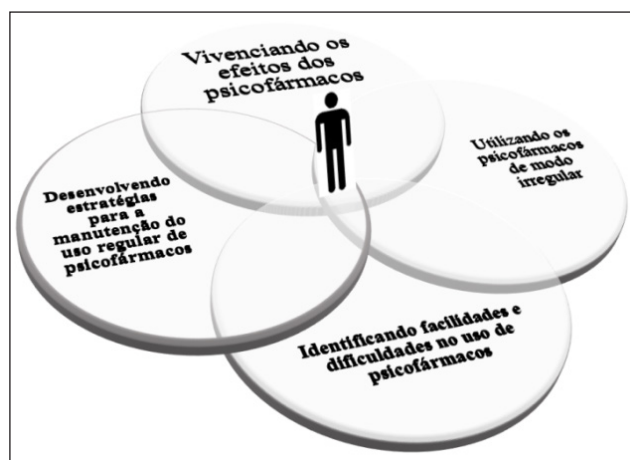 Vivenciando os
efeitos dos
psicofármacos
Utilizando os
psicofármacos
de modo
irregular
Desenvolvendo
estratégias
para a
manutenção do
uso regular de
psicofármacos
Identificando facilidades e
dificuldades no uso de
psicofármacos